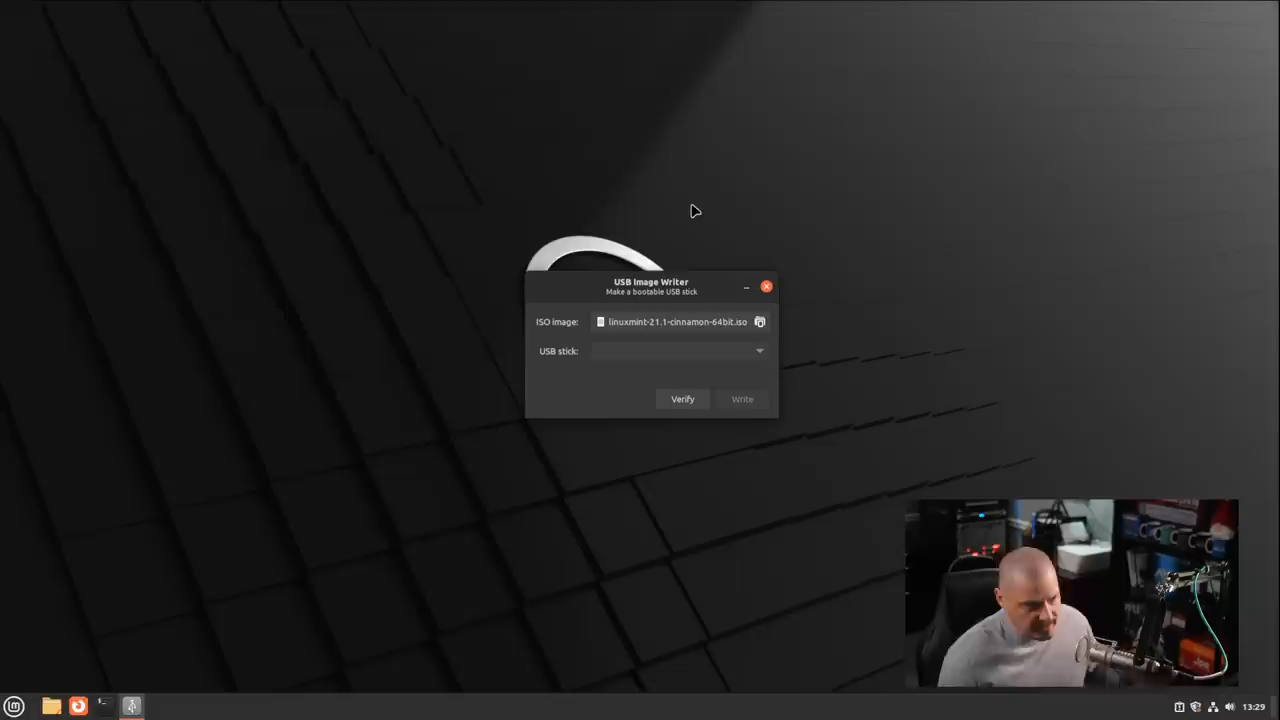 USB Image Writer
Make a bootable USB stick
ISO image: linuxmint-21.1-cinnamon-64bit.iso
USB stick:
Verify Write
13:29